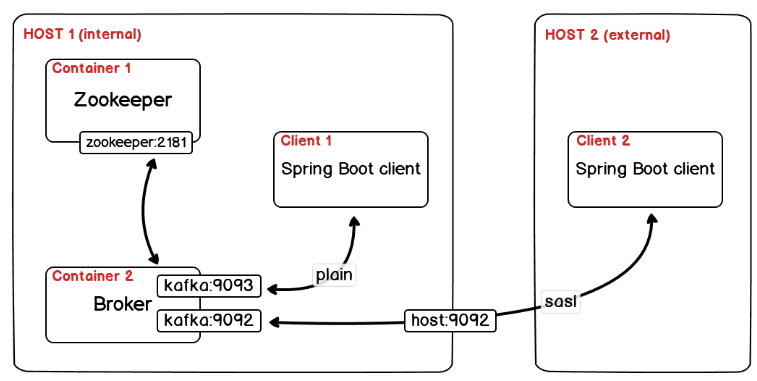 HOST 1 (internal)
Container 1
Zookeeper
zookeeper:2181
Client 1
Spring Boot client
Container 2
Broker
kafka:9093
kafka:9092
plain
host:9092
sasl
HOST 2 (external)
Client 2
Spring Boot client